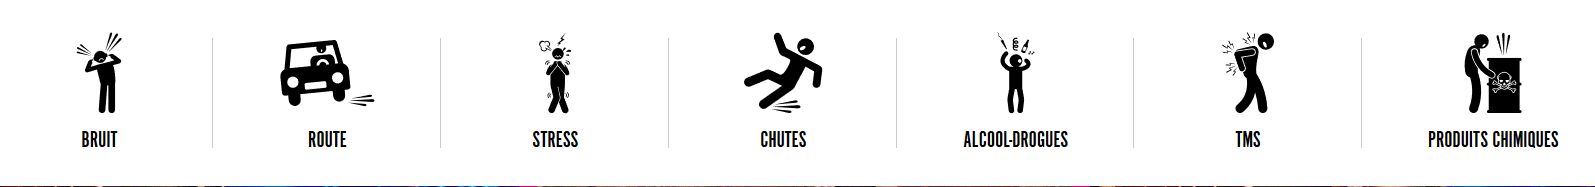 BRUIT
ROUTE
STRESS
CHUTES
ALCOOL-DROGUES
TMS
PRODUITS CHIMIQUES